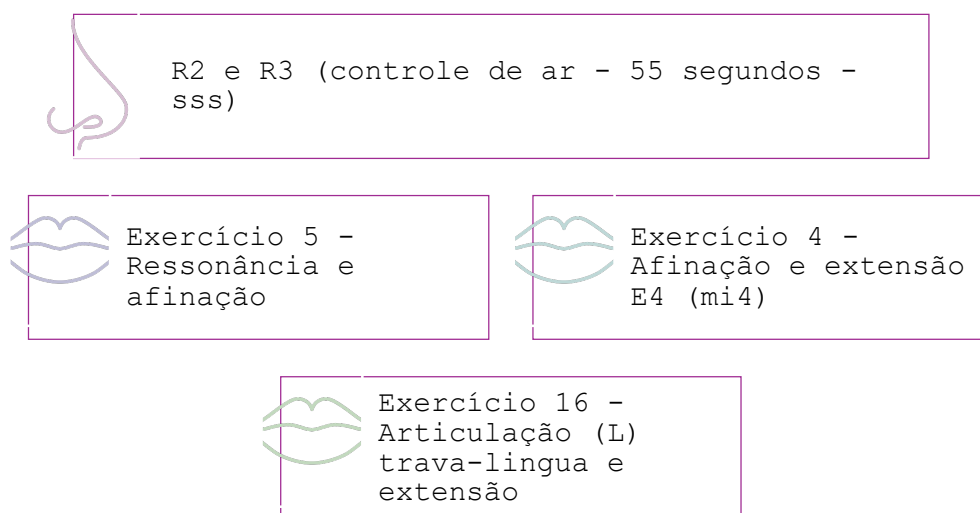 R2 e R3 (controle de ar - 55 segundos -
sss)
Exercício 5 -
Ressonância e
afinação
Exercício 4 -
Afinação e extensão
E4 (mi4)
Exercício 16 -
Articulação (L)
trava-lingua e
extensão